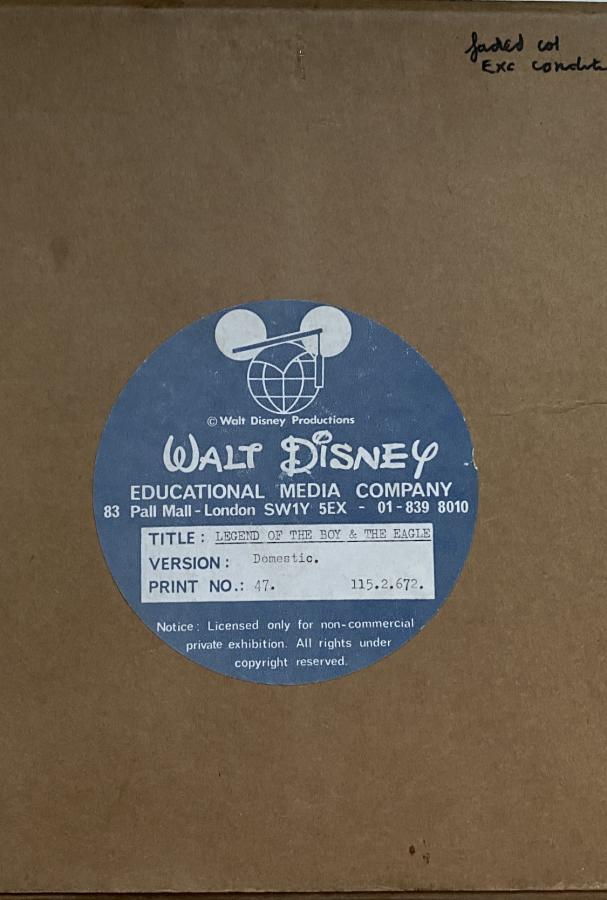 faded col
Exc condit
© Walt Disney Productions
WALT DISNEY
EDUCATIONAL MEDIA COMPANY
83 Pall Mall - London SW1Y 5EX - 01-839 8010
TITLE: LEGEND OF THE BOY & THE EAGLE
VERSION: Domestic.
PRINT NO.: 47. 115.2.672.
Notice: Licensed only for non-commercial
private exhibition. All rights under
copyright reserved.